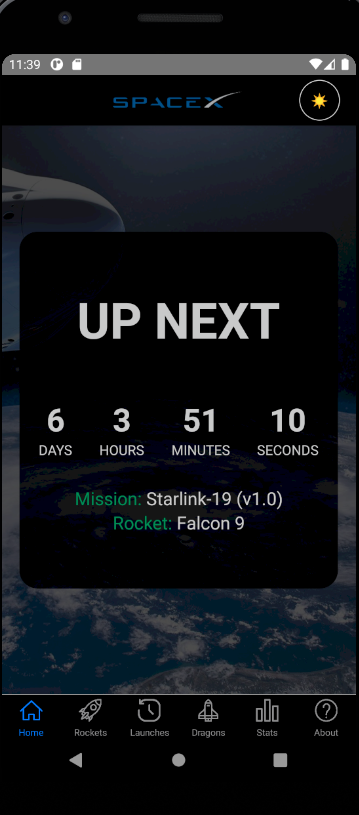 11:39
SPACEX
UP NEXT
6 3 51 10
DAYS HOURS MINUTES SECONDS
Mission: Starlink-19 (v1.0)
Rocket: Falcon 9
Home Rockets Launches Dragons Stats About